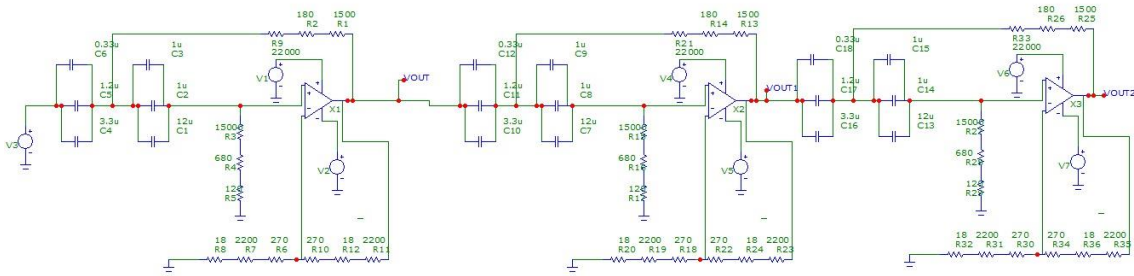 180
R2
1500
R1
R9
22000
0.33u
C6
1u
C3
V1
1.2u
C5
1u
C2
3.3u
C4
12u
C1
V3
X1
VOUT
R3
680
R4
R5
V2
18
R8
2200
R7
270
R6
270
R10
18
R12
2200
R11
180
R14
1500
R13
R21
22000
0.33u
C12
1u
C9
V4
1.2u
C11
1u
C8
3.3u
C10
12u
C7
X2
VOUT1
680
V5
18
R20
2200
R19
270
R18
270
R22
18
R24
2200
R23
180
R26
1500
R25
R33
22000
0.33u
C18
1u
C15
V6
1.2u
C17
1u
C14
3.3u
C16
12u
C13
X3
VOUT2
680
V7
18
R32
2200
R31
270
R30
270
R34
18
R36
2200
R35